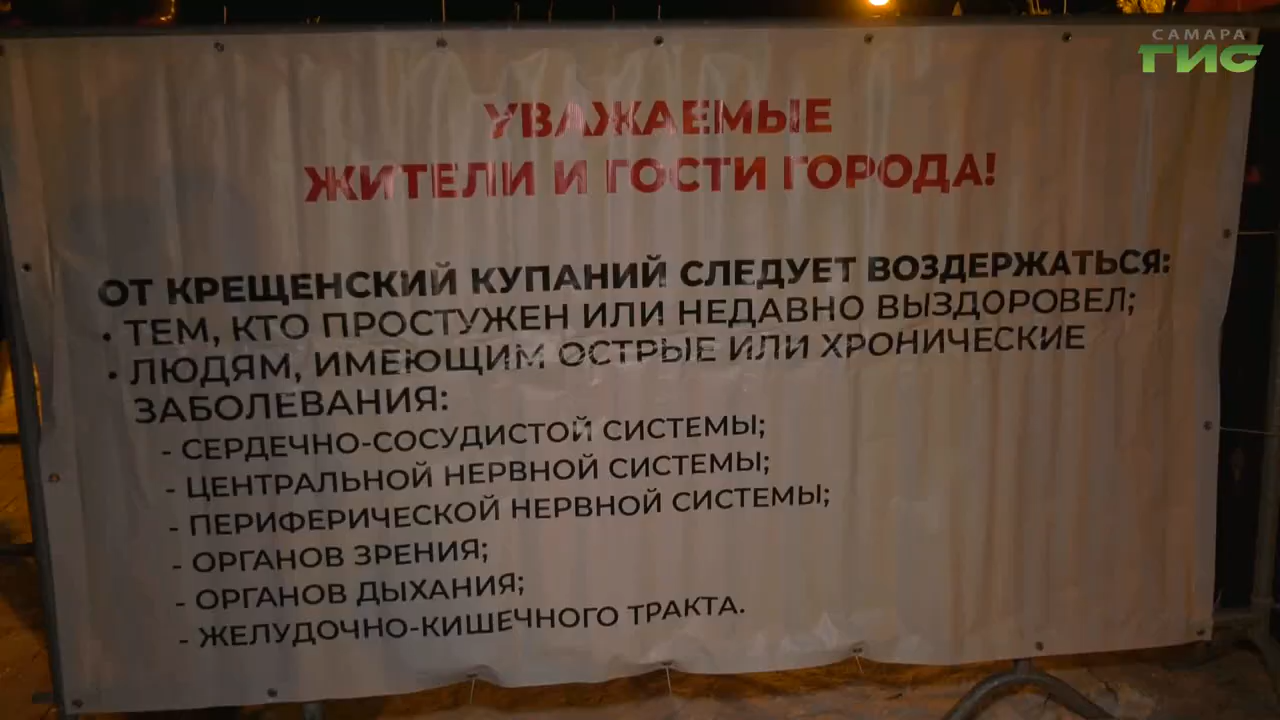 САМАРА
ГИС
УВАЖАЕМЫЕ
ЖИТЕЛИ И ГОСТИ ГОРОДА!
ОТ КРЕЩЕНСКИЙ КУПАНИЙ СЛЕДУЕТ ВОЗДЕРЖАТЬСЯ:
• ТЕМ, КТО ПРОСТУЖЕН ИЛИ НЕДАВНО ВЫЗДОРОВЕЛ;
• ЛЮДЯМ, ИМЕЮЩИМ ОСТРЫЕ ИЛИ ХРОНИЧЕСКИЕ
ЗАБОЛЕВАНИЯ:
- СЕРДЕЧНО-СОСУДИСТОЙ СИСТЕМЫ;
- ЦЕНТРАЛЬНОЙ НЕРВНОЙ СИСТЕМЫ;
- ПЕРИФЕРИЧЕСКОЙ НЕРВНОЙ СИСТЕМЫ;
- ОРГАНОВ ЗРЕНИЯ;
- ОРГАНОВ ДЫХАНИЯ;
- ЖЕЛУДОЧНО-КИШЕЧНОГО ТРАКТА.